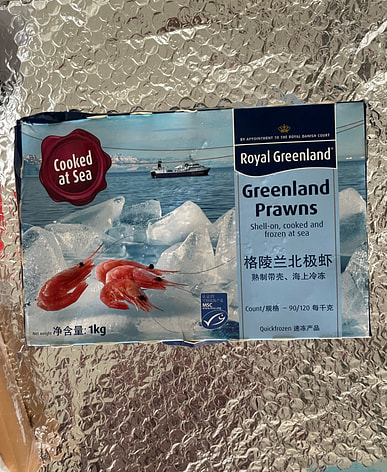 Cooked
at Sea
BY APPOINTMENT TO THE ROYAL DANISH COURT
Royal Greenland
Greenland
Prawns
Shell-on, cooked and
frozen at sea
格陵兰北极虾
熟制带壳、海上冷冻
Count/规格 - 90/120 每千克
Quickfrozen 速冻产品
MSC
Net weight 净含量: 1kg